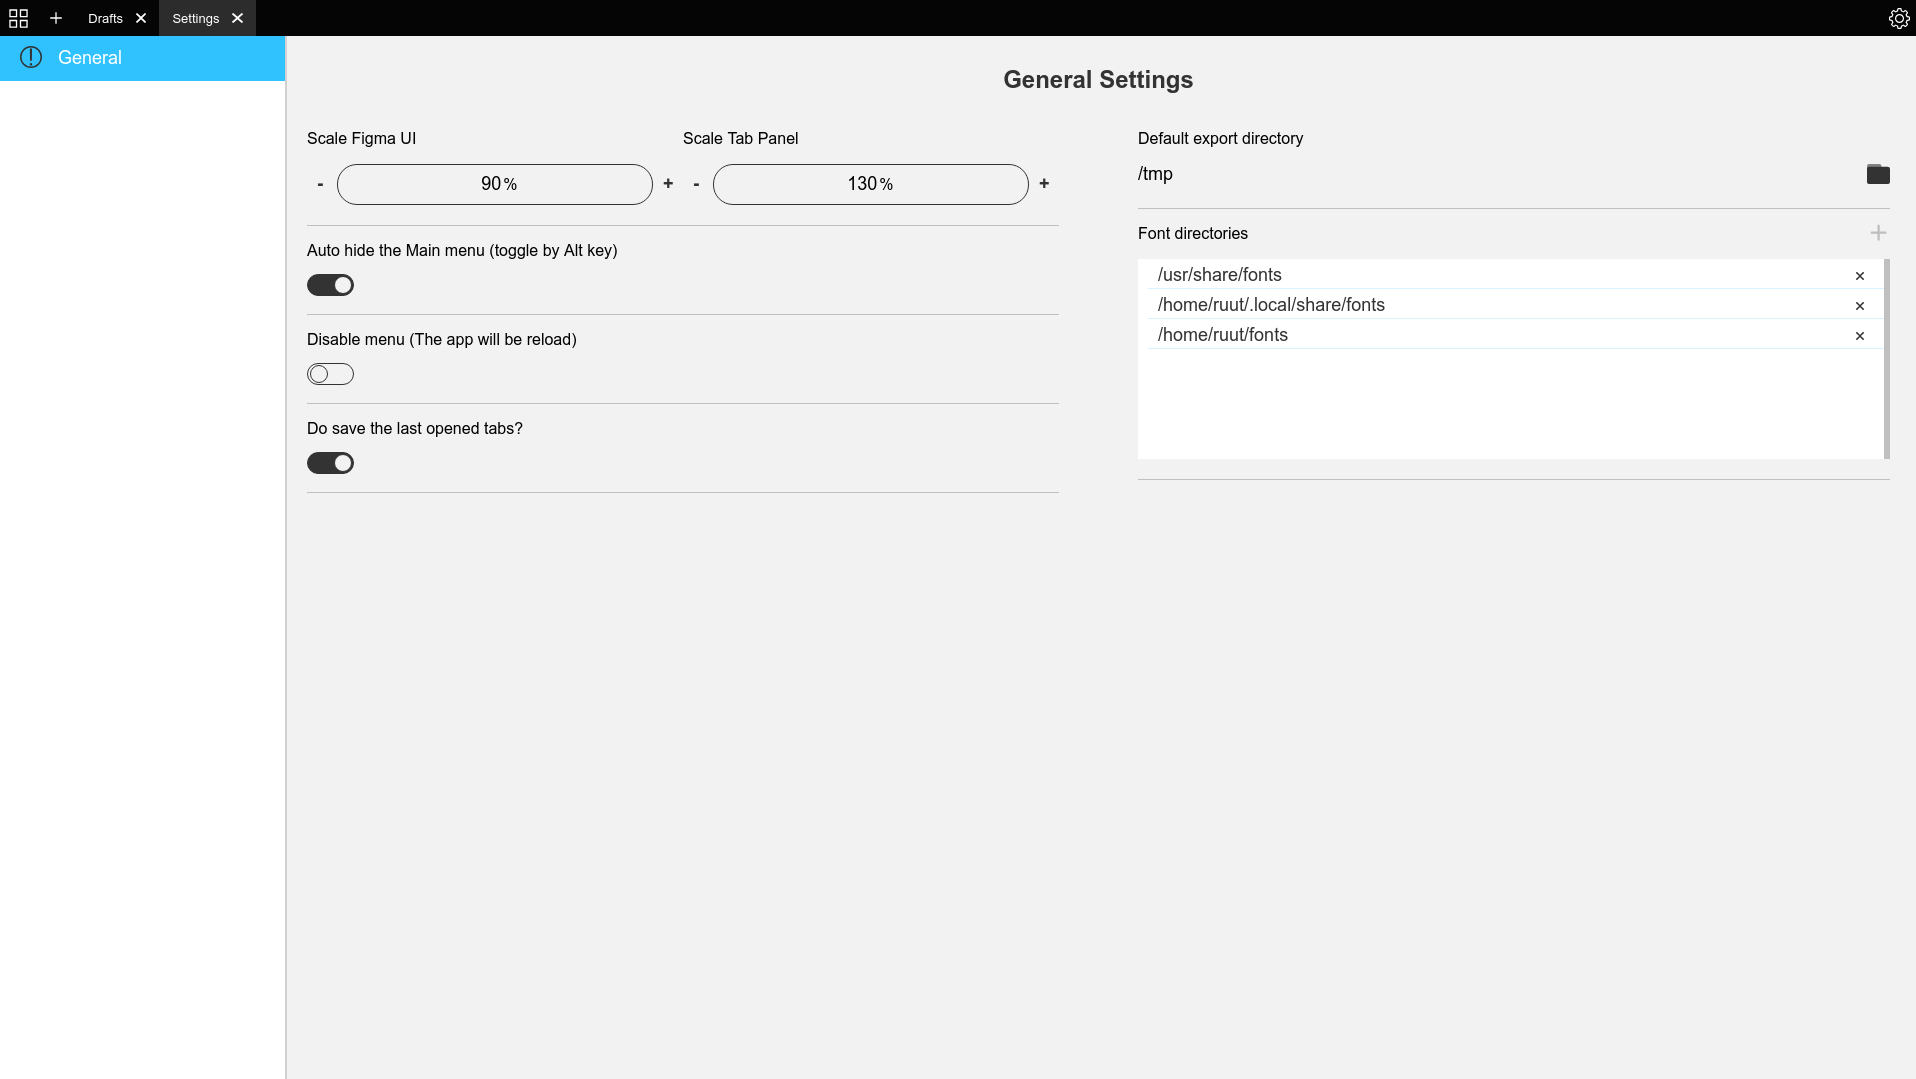 Drafts
Settings
General
General Settings
Scale Figma UI
- 90% +
Scale Tab Panel
- 130% +
Auto hide the Main menu (toggle by Alt key)
Disable menu (The app will be reload)
Do save the last opened tabs?
Default export directory
/tmp
Font directories
/usr/share/fonts
/home/ruut/.local/share/fonts
/home/ruut/fonts